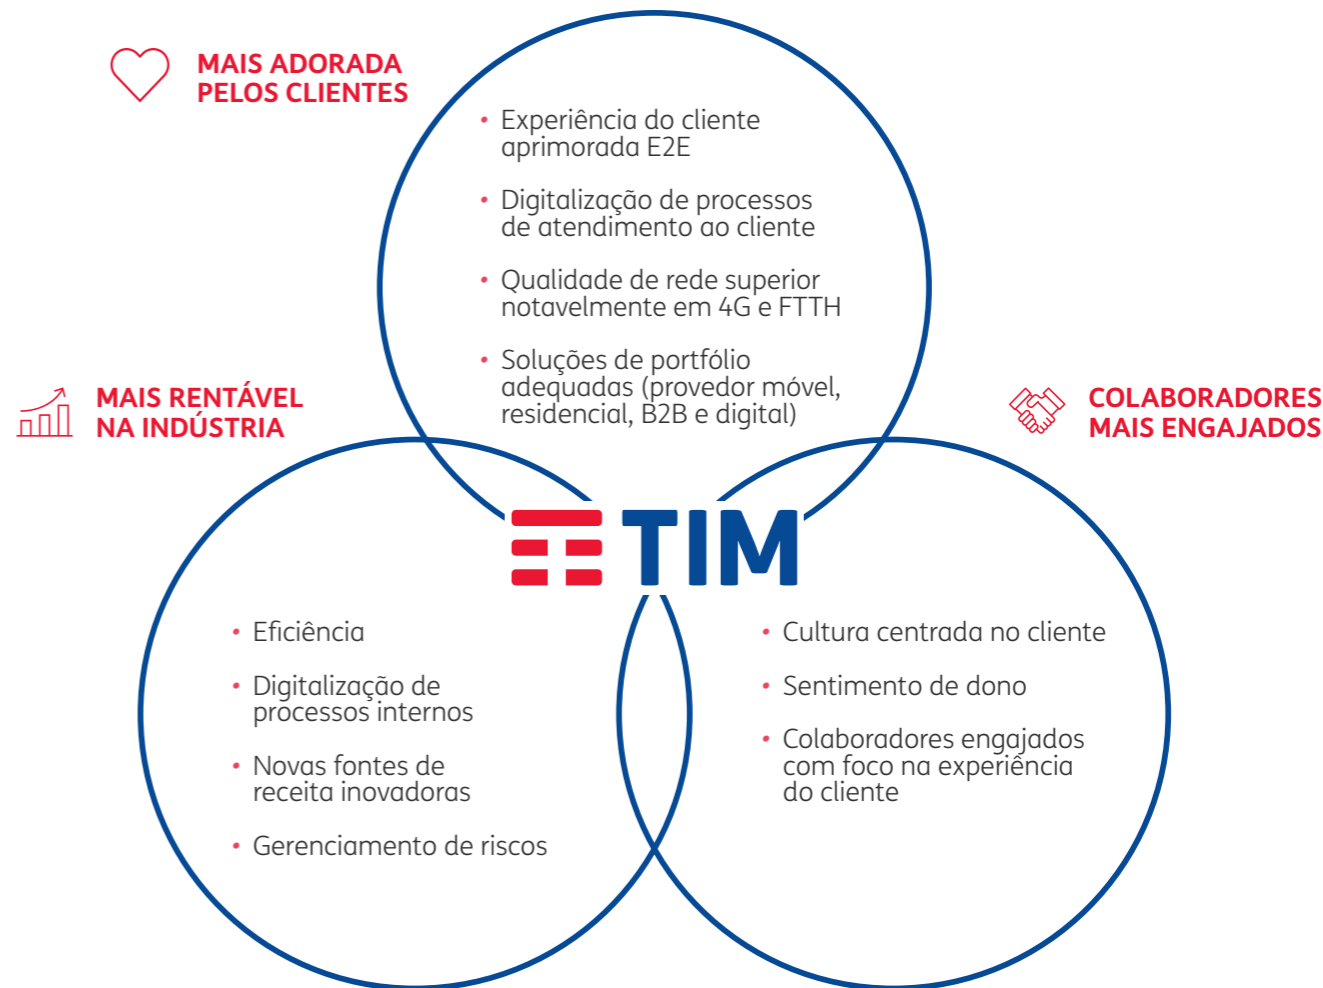 MAIS ADORADA
PELOS CLIENTES
• Experiência do cliente
aprimorada E2E
• Digitalização de processos
de atendimento ao cliente
• Qualidade de rede superior
notavelmente em 4G e FTTH
• Soluções de portfólio
adequadas (provedor móvel,
residencial, B2B e digital)
MAIS RENTÁVEL
NA INDÚSTRIA
COLABORADORES
MAIS ENGAJADOS
TIM
• Eficiência
• Digitalização de
processos internos
• Novas fontes de
receita inovadoras
• Gerenciamento de riscos
• Cultura centrada no cliente
• Sentimento de dono
• Colaboradores engajados
com foco na experiência
do cliente